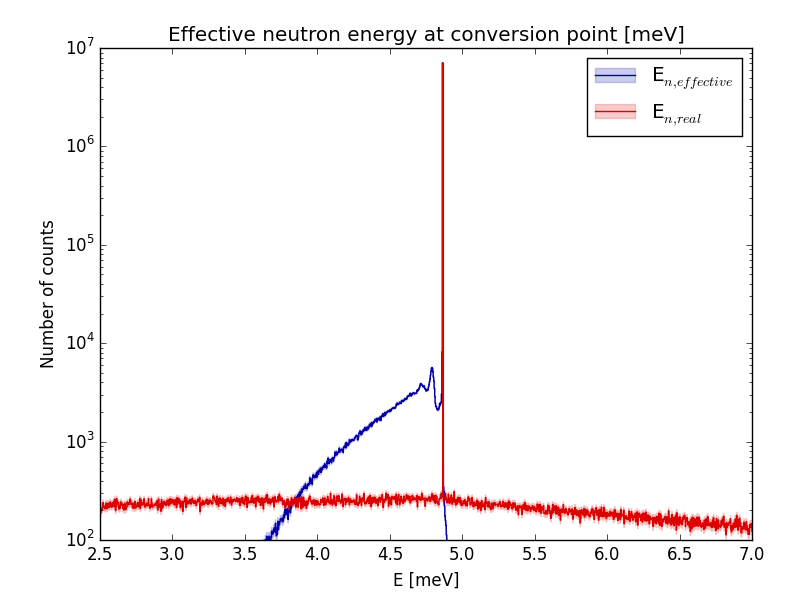 Effective neutron energy at conversion point [meV]
10^7
10^6
10^5
10^4
10^3
10^2
Number of counts
E_{n,effective}
E_{n,real}
2.5 3.0 3.5 4.0 4.5 5.0 5.5 6.0 6.5 7.0
E [meV]